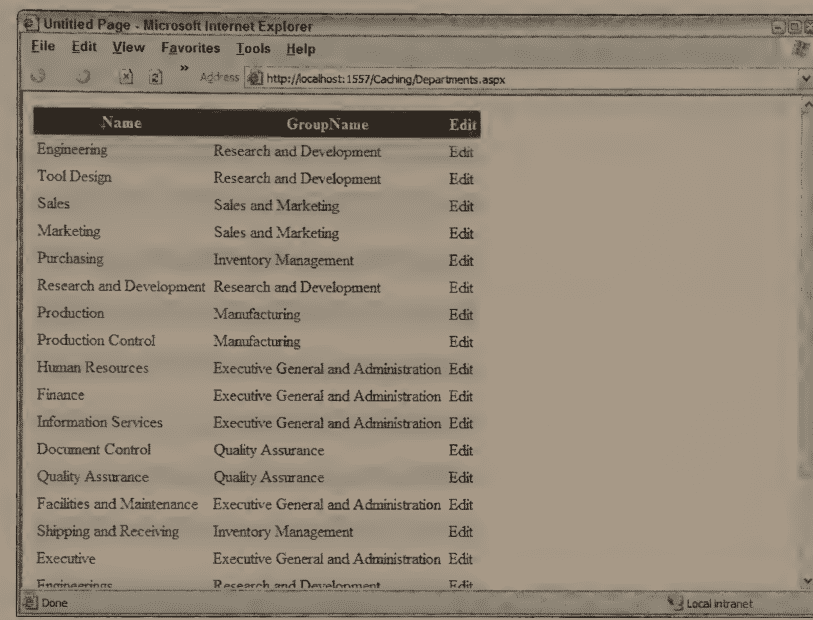 Untitled Page - Microsoft Internet Explorer
File Edit View Favorites Tools Help
» Address http://localhost:1557/Caching/Departments.aspx
Name GroupName Edit
Engineering Research and Development Edit
Tool Design Research and Development Edit
Sales Sales and Marketing Edit
Marketing Sales and Marketing Edit
Purchasing Inventory Management Edit
Research and Development Research and Development Edit
Production Manufacturing Edit
Production Control Manufacturing Edit
Human Resources Executive General and Administration Edit
Finance Executive General and Administration Edit
Information Services Executive General and Administration Edit
Document Control Quality Assurance Edit
Quality Assurance Quality Assurance Edit
Facilities and Maintenance Executive General and Administration Edit
Shipping and Receiving Inventory Management Edit
Executive Executive General and Administration Edit
Engineerings Research and Development Edit
Done Local intranet